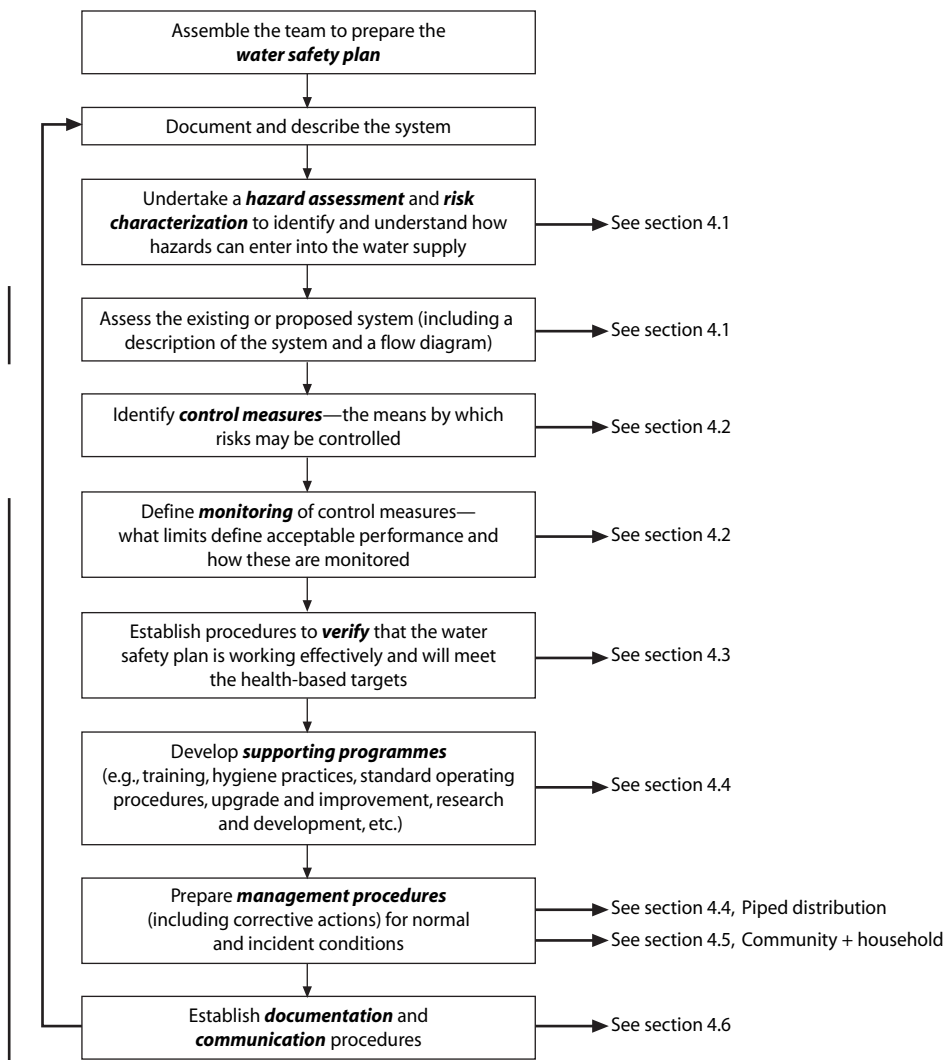 Assemble the team to prepare the
water safety plan
Document and describe the system
Undertake a hazard assessment and risk
characterization to identify and understand how
hazards can enter into the water supply
See section 4.1
Assess the existing or proposed system (including a
description of the system and a flow diagram)
See section 4.1
Identify control measures—the means by which
risks may be controlled
See section 4.2
Define monitoring of control measures—
what limits define acceptable performance and
how these are monitored
See section 4.2
Establish procedures to verify that the water
safety plan is working effectively and will meet
the health-based targets
See section 4.3
Develop supporting programmes
(e.g., training, hygiene practices, standard operating
procedures, upgrade and improvement, research
and development, etc.)
See section 4.4
Prepare management procedures
(including corrective actions) for normal
and incident conditions
See section 4.4, Piped distribution
See section 4.5, Community + household
Establish documentation and
communication procedures
See section 4.6